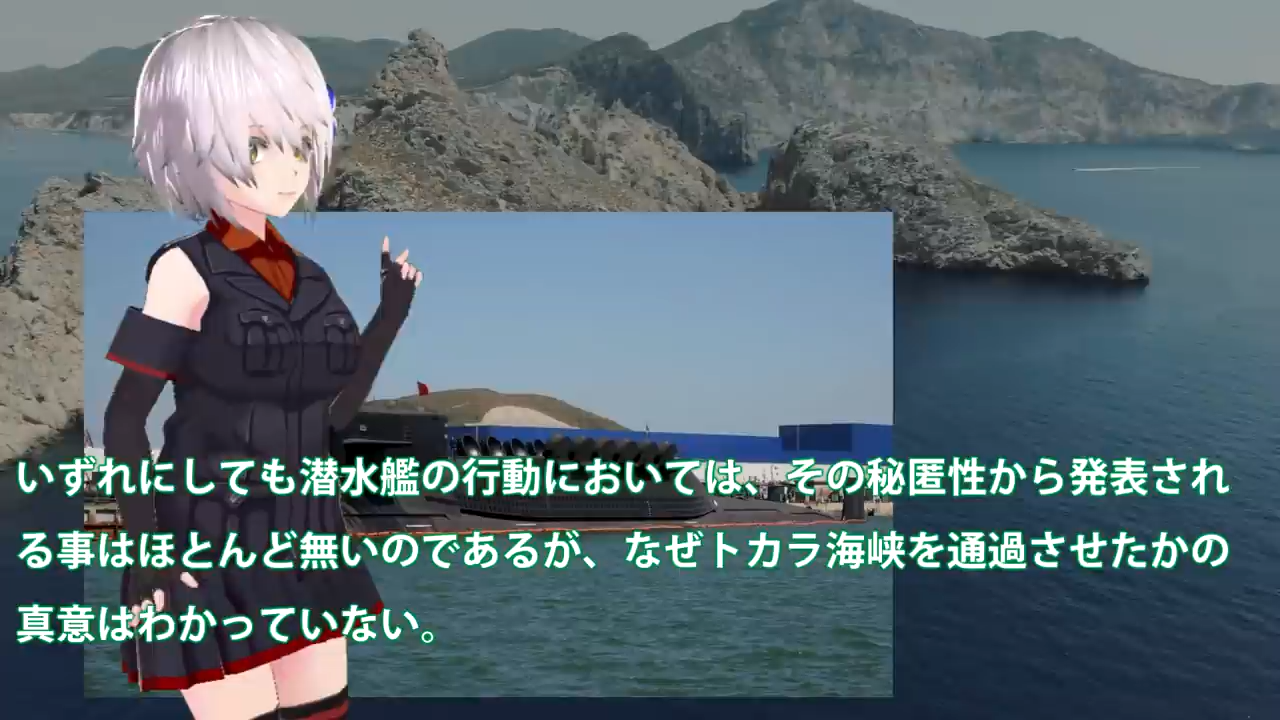 いずれにしても潜水艦の行動においては、その秘匿性から発表され
る事はほとんど無いのであるが、なぜトカラ海峡を通過させたかの
真意はわかっていない。